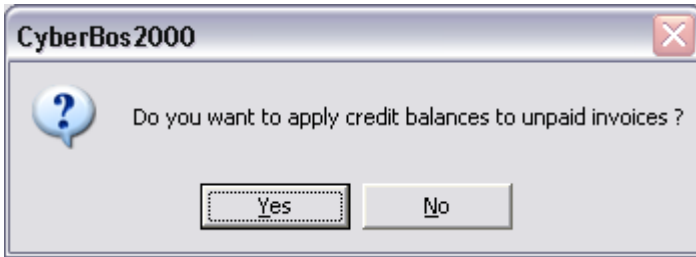 CyberBos2000
Do you want to apply credit balances to unpaid invoices ?
Yes No